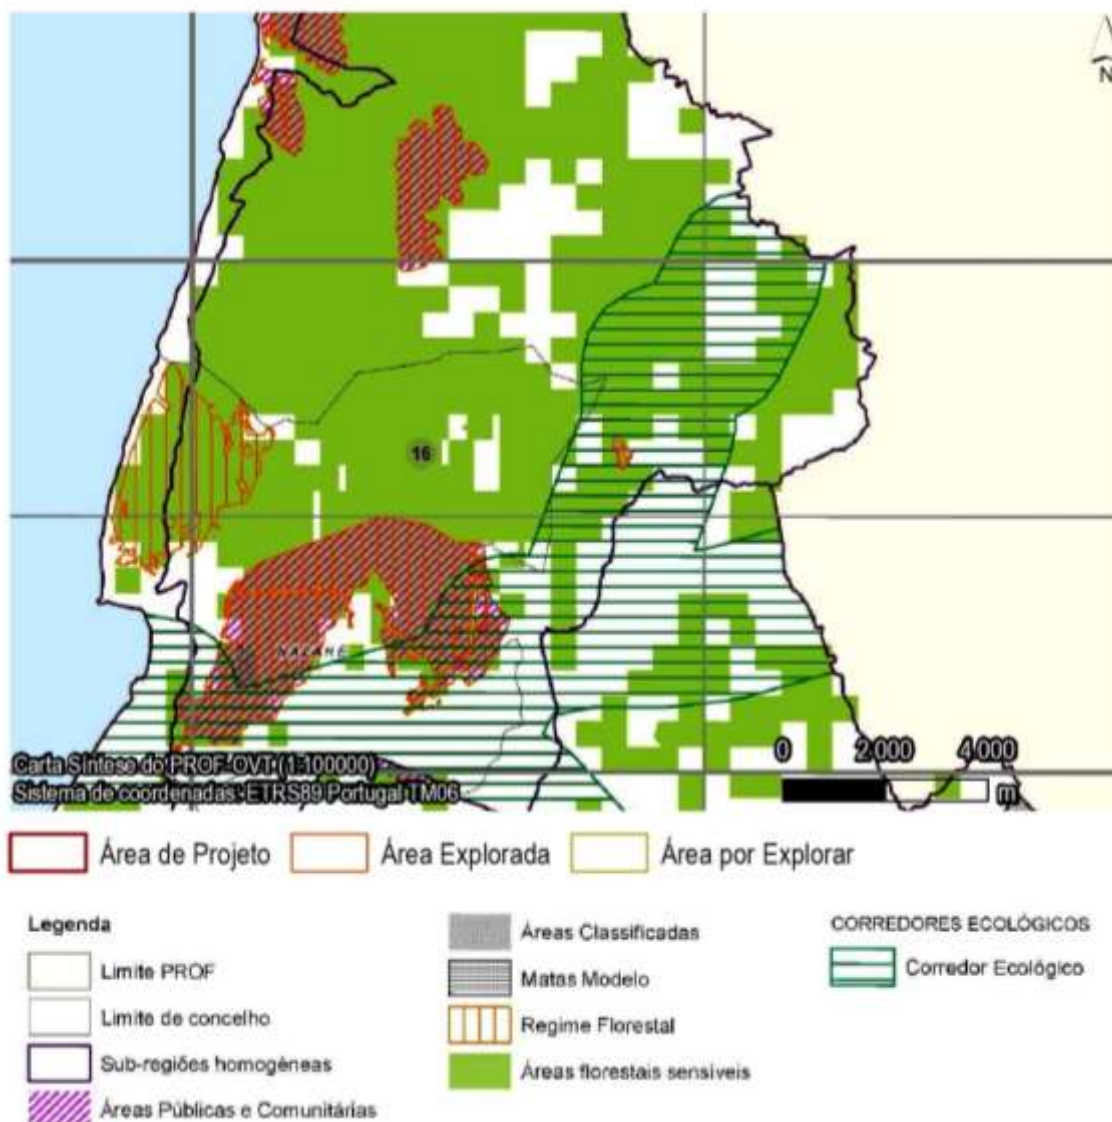 N
16
NAZARÉ
0 2 000 4 000
m
Carta Síntese do PROF-OVT (1:100000)
Sistema de coordenadas: ETRS89 Portugal TM06
Área de Projeto Área Explorada Área por Explorar
Legenda
Limite PROF
Limite de concelho
Sub-regiões homogéneas
Áreas Públicas e Comunitárias
Áreas Classificadas
Matas Modelo
Regime Florestal
Áreas florestais sensíveis
CORREDORES ECOLÓGICOS
Corredor Ecológico